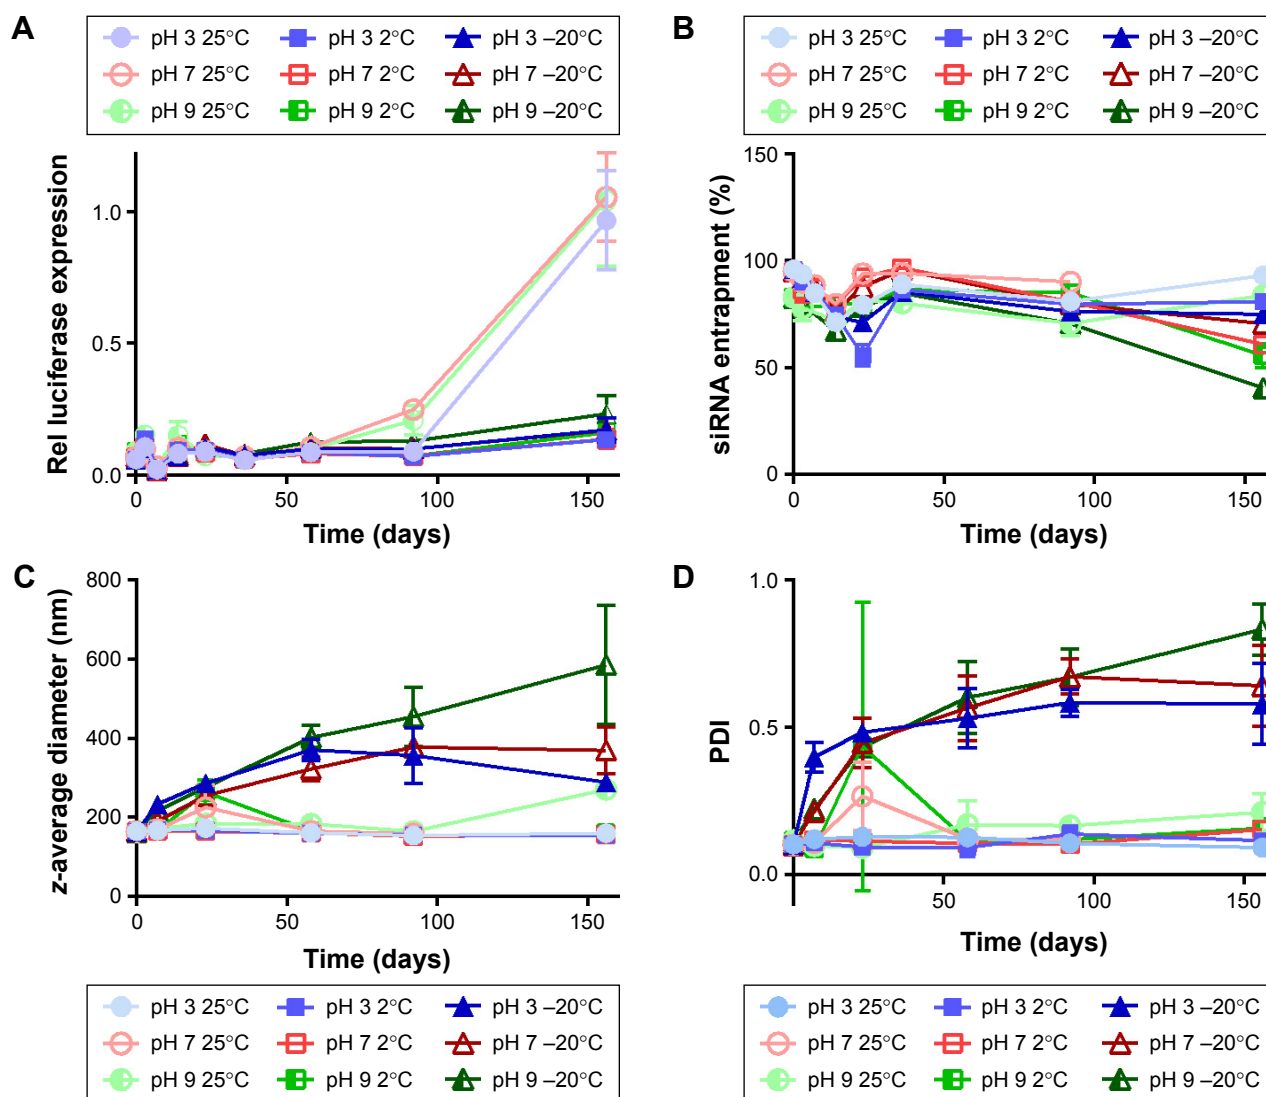 A
pH 3 25°C pH 3 2°C pH 3 –20°C
pH 7 25°C pH 7 2°C pH 7 –20°C
pH 9 25°C pH 9 2°C pH 9 –20°C
Rel luciferase expression
1.0
0.5
0.0
0 50 100 150
Time (days)
B
pH 3 25°C pH 3 2°C pH 3 –20°C
pH 7 25°C pH 7 2°C pH 7 –20°C
pH 9 25°C pH 9 2°C pH 9 –20°C
siRNA entrapment (%)
150
100
50
0
0 50 100 150
Time (days)
C
z-average diameter (nm)
800
600
400
200
0
0 50 100 150
Time (days)
pH 3 25°C pH 3 2°C pH 3 –20°C
pH 7 25°C pH 7 2°C pH 7 –20°C
pH 9 25°C pH 9 2°C pH 9 –20°C
D
PDI
1.0
0.5
0.0
50 100 150
Time (days)
pH 3 25°C pH 3 2°C pH 3 –20°C
pH 7 25°C pH 7 2°C pH 7 –20°C
pH 9 25°C pH 9 2°C pH 9 –20°C